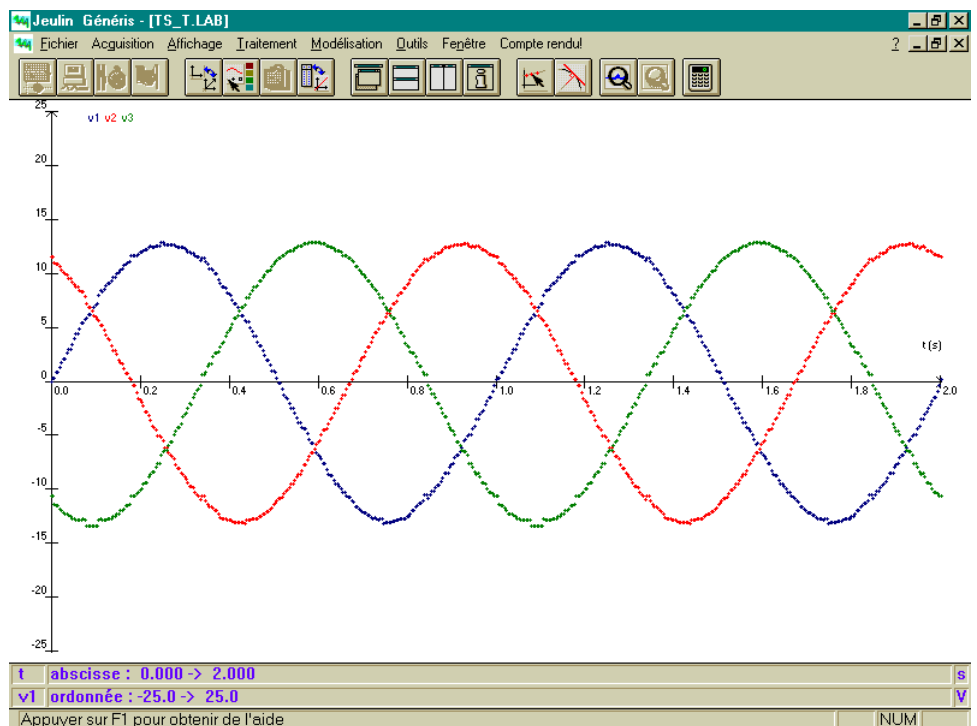 Jeulin Généris - [TS_T.LAB]
Fichier Acquisition Affichage Traitement Modélisation Outils Fenêtre Compte rendu! ?
25
v1 v2 v3
20
15
10
5
t(s)
0
0.0 0.2 0.4 0.6 0.8 1.0 1.2 1.4 1.6 1.8 2.0
-5
-10
-15
-20
-25
t abscisse : 0.000 -> 2.000 s
v1 ordonnée : -25.0 -> 25.0 V
Appuyer sur F1 pour obtenir de l'aide NUM